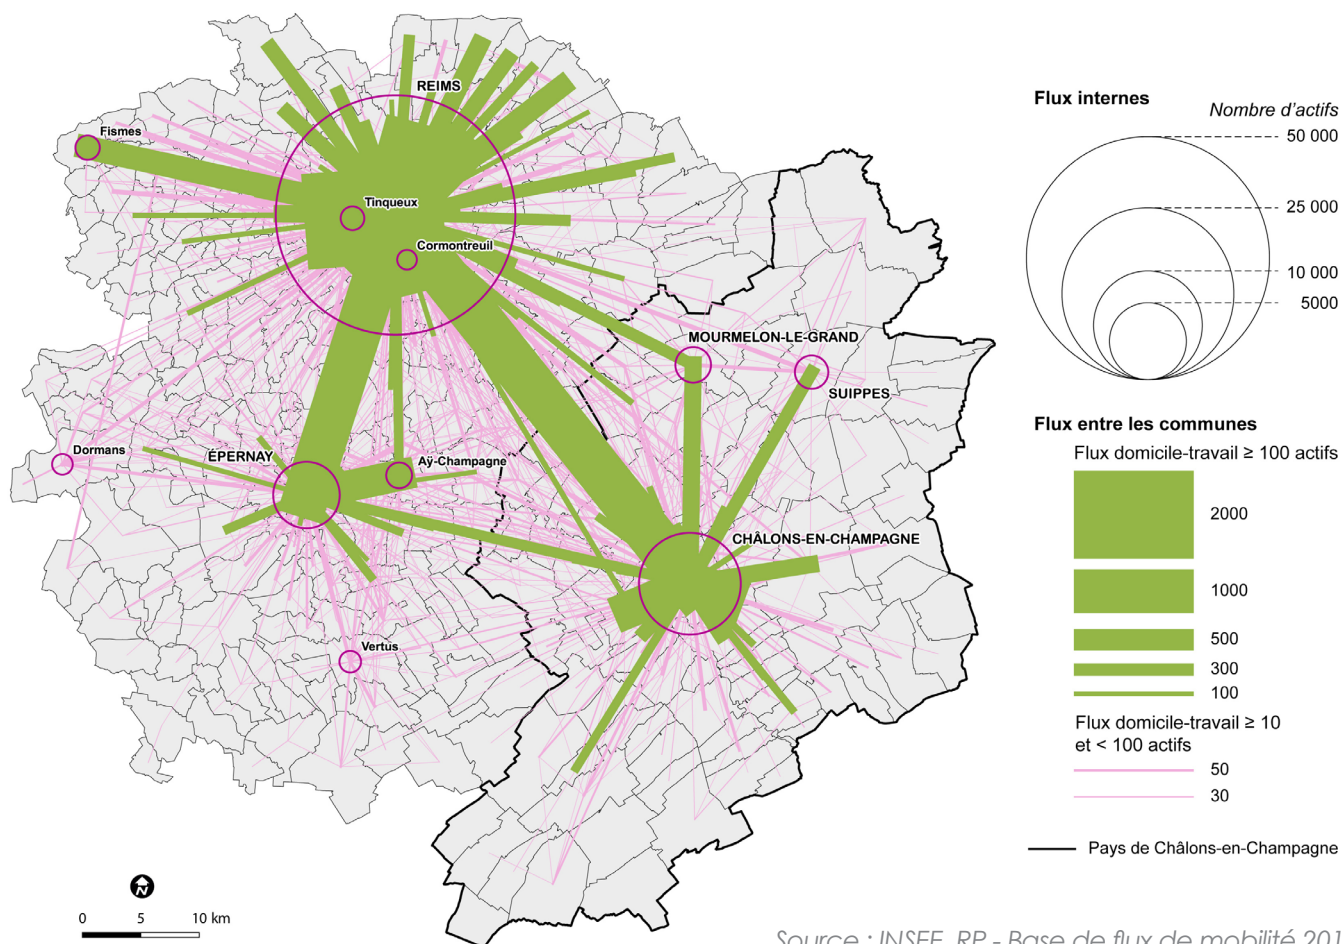 REIMS
Fismes
Tinqueux
Cormontreuil
MOURMELON-LE-GRAND
SUIPPES
Dormans
ÉPERNAY
Aÿ-Champagne
CHÂLONS-EN-CHAMPAGNE
Vertus
N
0 5 10 km
Flux internes
Nombre d'actifs
50 000
25 000
10 000
5000
Flux entre les communes
Flux domicile-travail ≥ 100 actifs
2000
1000
500
300
100
Flux domicile-travail ≥ 10
et < 100 actifs
50
30
Pays de Châlons-en-Champagne
Source : INSEE, RP - Base de flux de mobilité